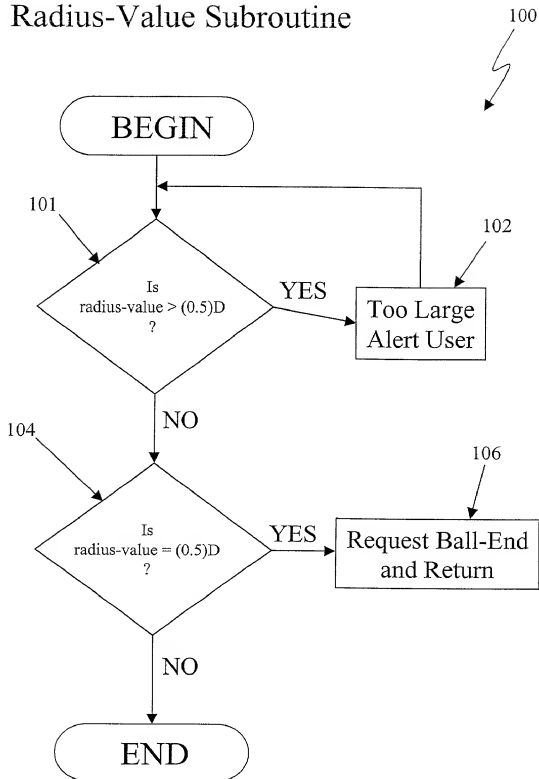 Radius-Value Subroutine
100
BEGIN
101
102
Is
radius-value > (0.5)D
?
YES
Too Large
Alert User
NO
104
106
Is
radius-value = (0.5)D
?
YES
Request Ball-End
and Return
NO
END